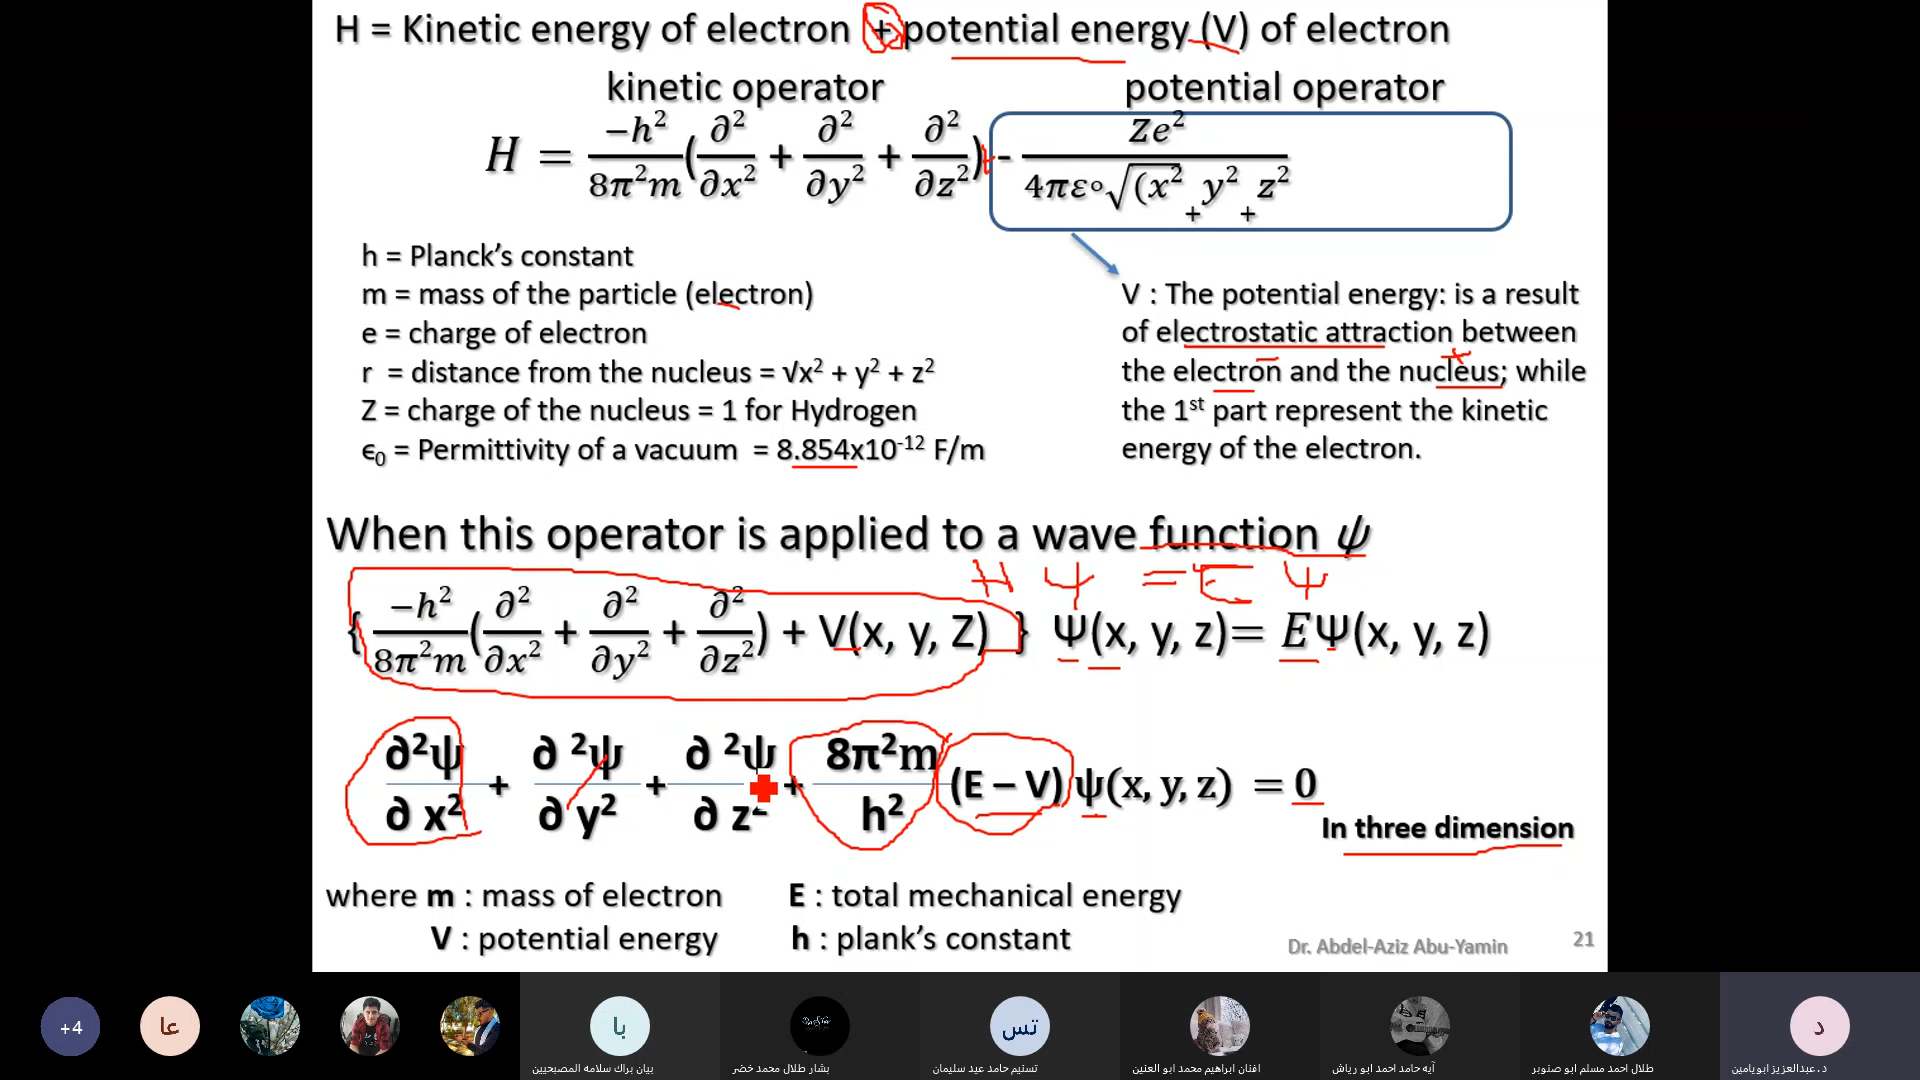 H = Kinetic energy of electron + potential energy (V) of electron
kinetic operator potential operator
H = −h²/8π²m (∂²/∂x² + ∂²/∂y² + ∂²/∂z²) + - Ze²/4πε∘√(x² + y² + z²
h = Planck’s constant
m = mass of the particle (electron)
e = charge of electron
r = distance from the nucleus = √x² + y² + z²
Z = charge of the nucleus = 1 for Hydrogen
ϵ₀ = Permittivity of a vacuum = 8.854x10⁻¹² F/m
V : The potential energy: is a result
of electrostatic attraction between
the electron and the nucleus; while
the 1ˢᵗ part represent the kinetic
energy of the electron.
When this operator is applied to a wave function ψ
H Ψ = E Ψ
{ −h²/8π²m (∂²/∂x² + ∂²/∂y² + ∂²/∂z²) + V(x, y, Z) } Ψ(x, y, z)= EΨ(x, y, z)
∂²ψ/∂ x² + ∂ ²ψ/∂ y² + ∂ ²ψ/∂ z² + 8π²m/h² (E – V) ψ(x, y, z) = 0
In three dimension
where m : mass of electron E : total mechanical energy
V : potential energy h : plank’s constant
Dr. Abdel-Aziz Abu-Yamin 21
+4 عا با تس د
بيان براك سلامه المصبحيين بشار طلال محمد خضر تسنيم حامد عيد سليمان افنان ابراهيم محمد ابو العنين آيه حامد احمد ابو رياش طلال احمد مسلم ابو صنوبر د.عبدالعزيز ابويامين